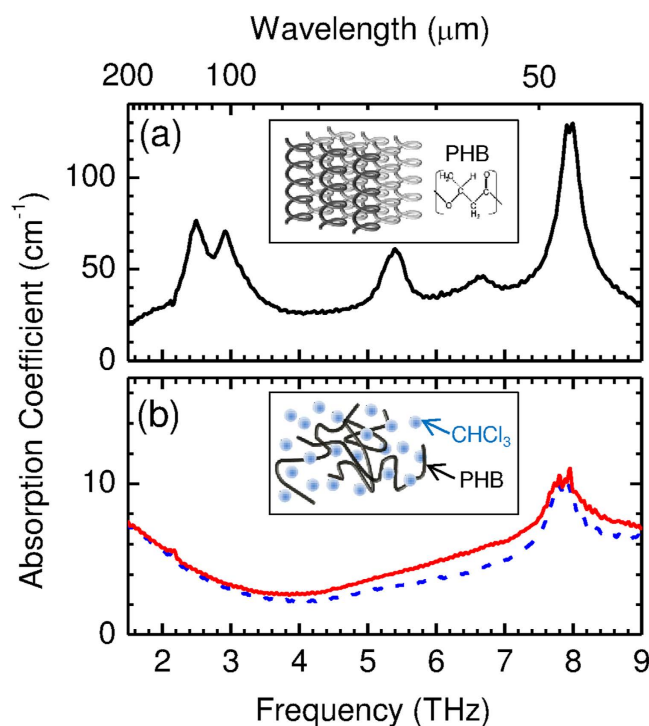 Wavelength (μm)
200 100 50
(a)
PHB
H₃C H O
C C
O CH₃
100
50
0
Absorption Coefficient (cm⁻¹)
(b)
CHCl₃
PHB
10
0
2 3 4 5 6 7 8 9
Frequency (THz)